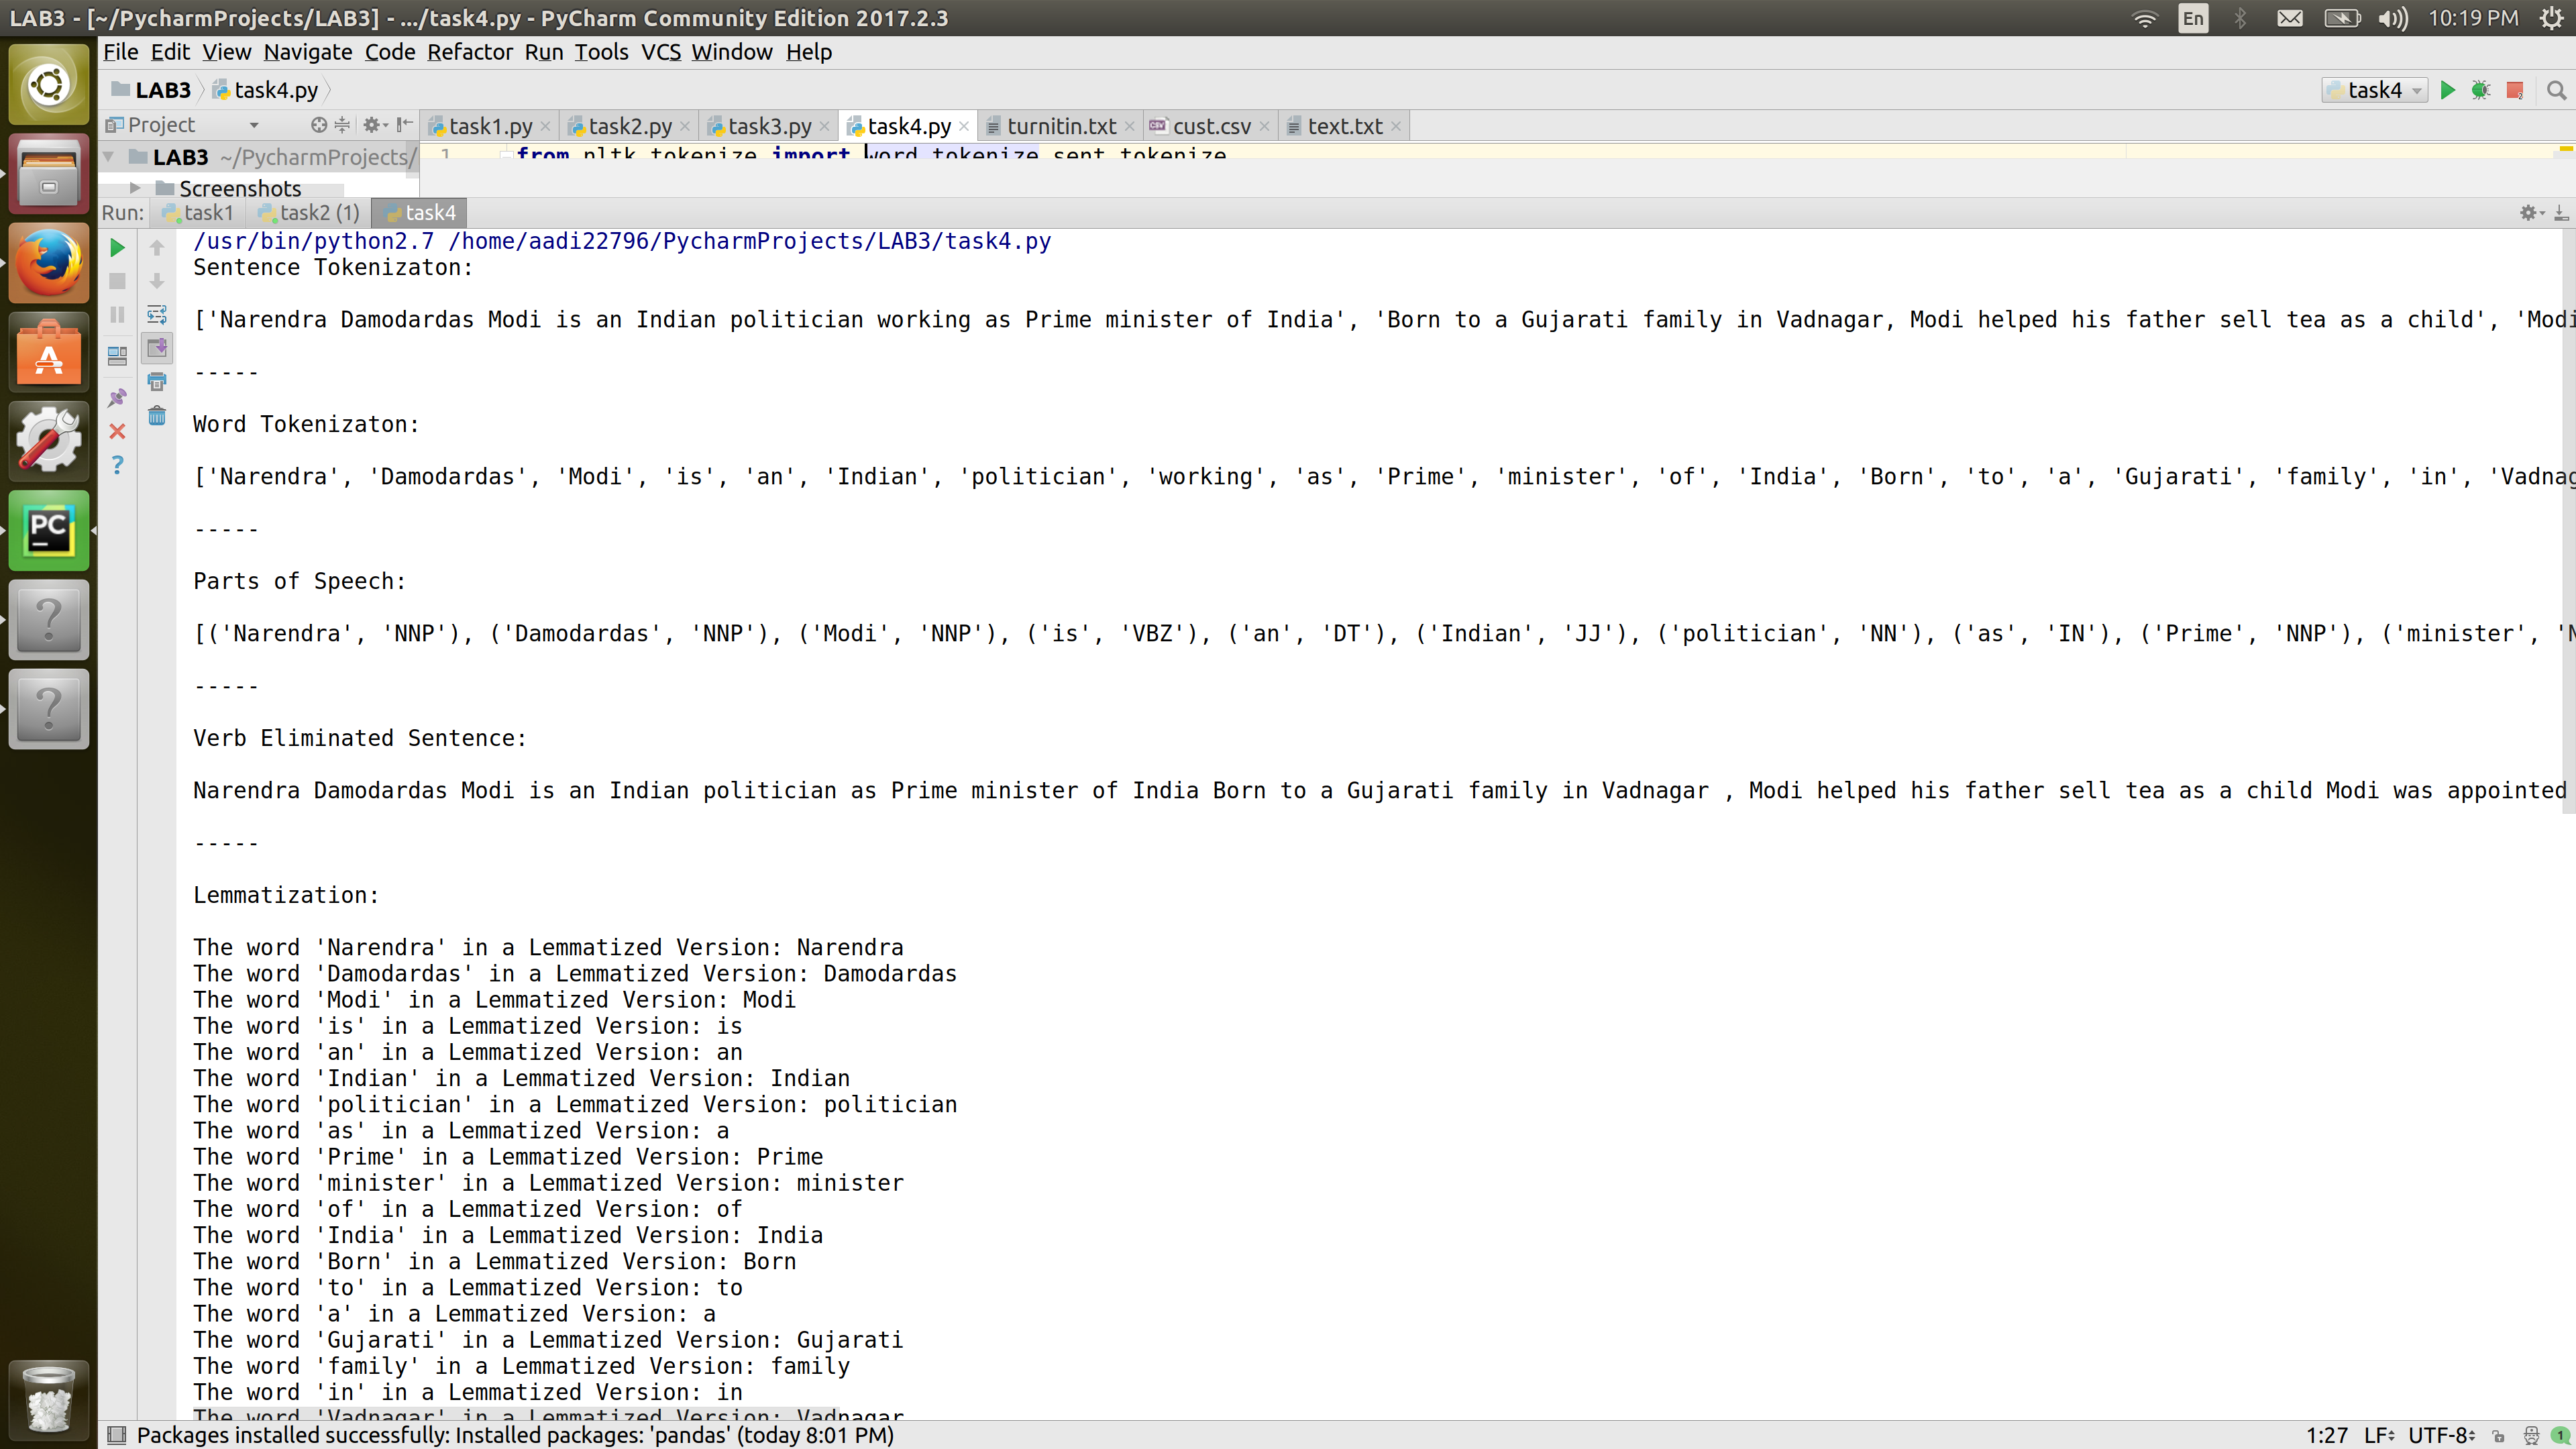 LAB3 - [~/PycharmProjects/LAB3] - .../task4.py - PyCharm Community Edition 2017.2.3
En 10:19 PM
File Edit View Navigate Code Refactor Run Tools VCS Window Help
LAB3 task4.py task4
Project task1.py task2.py task3.py task4.py turnitin.txt cust.csv text.txt
LAB3 ~/PycharmProjects/
1 from nltk.tokenize import word_tokenize,sent_tokenize
Screenshots
Run: task1 task2 (1) task4
/usr/bin/python2.7 /home/aadi22796/PycharmProjects/LAB3/task4.py
Sentence Tokenizaton:
['Narendra Damodardas Modi is an Indian politician working as Prime minister of India', 'Born to a Gujarati family in Vadnagar, Modi helped his father sell tea as a child', 'Modi
-----
Word Tokenizaton:
['Narendra', 'Damodardas', 'Modi', 'is', 'an', 'Indian', 'politician', 'working', 'as', 'Prime', 'minister', 'of', 'India', 'Born', 'to', 'a', 'Gujarati', 'family', 'in', 'Vadnag
-----
Parts of Speech:
[('Narendra', 'NNP'), ('Damodardas', 'NNP'), ('Modi', 'NNP'), ('is', 'VBZ'), ('an', 'DT'), ('Indian', 'JJ'), ('politician', 'NN'), ('as', 'IN'), ('Prime', 'NNP'), ('minister', 'N
-----
Verb Eliminated Sentence:
Narendra Damodardas Modi is an Indian politician as Prime minister of India Born to a Gujarati family in Vadnagar , Modi helped his father sell tea as a child Modi was appointed
-----
Lemmatization:
The word 'Narendra' in a Lemmatized Version: Narendra
The word 'Damodardas' in a Lemmatized Version: Damodardas
The word 'Modi' in a Lemmatized Version: Modi
The word 'is' in a Lemmatized Version: is
The word 'an' in a Lemmatized Version: an
The word 'Indian' in a Lemmatized Version: Indian
The word 'politician' in a Lemmatized Version: politician
The word 'as' in a Lemmatized Version: a
The word 'Prime' in a Lemmatized Version: Prime
The word 'minister' in a Lemmatized Version: minister
The word 'of' in a Lemmatized Version: of
The word 'India' in a Lemmatized Version: India
The word 'Born' in a Lemmatized Version: Born
The word 'to' in a Lemmatized Version: to
The word 'a' in a Lemmatized Version: a
The word 'Gujarati' in a Lemmatized Version: Gujarati
The word 'family' in a Lemmatized Version: family
The word 'in' in a Lemmatized Version: in
The word 'Vadnagar' in a Lemmatized Version: Vadnagar
Packages installed successfully: Installed packages: 'pandas' (today 8:01 PM) 1:27 LF UTF-8 1